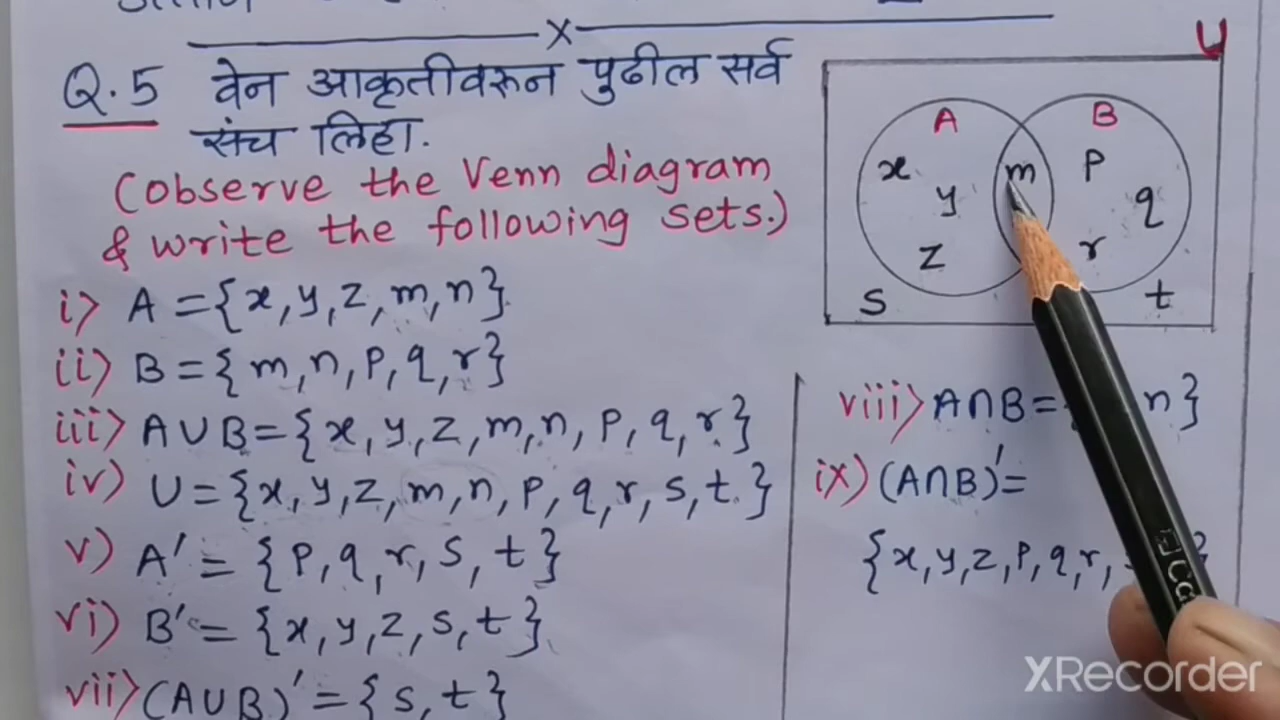 Q.5 वेन आकृतीवरून पुढील सर्व
संच लिहा.
(observe the Venn diagram
& write the following sets.)
i) A = {x, y, z, m, n}
ii) B = {m, n, p, q, r}
iii) A∪B = {x, y, z, m, n, p, q, r}
iv) U = {x, y, z, m, n, p, q, r, s, t}
v) A' = {p, q, r, s, t}
vi) B' = {x, y, z, s, t}
vii) (A∪B)' = {s, t}
U
A B
x m p
y q
z r
s t
viii) A∩B = { n}
ix) (A∩B)' =
{x, y, z, p, q, r, }
XRecorder